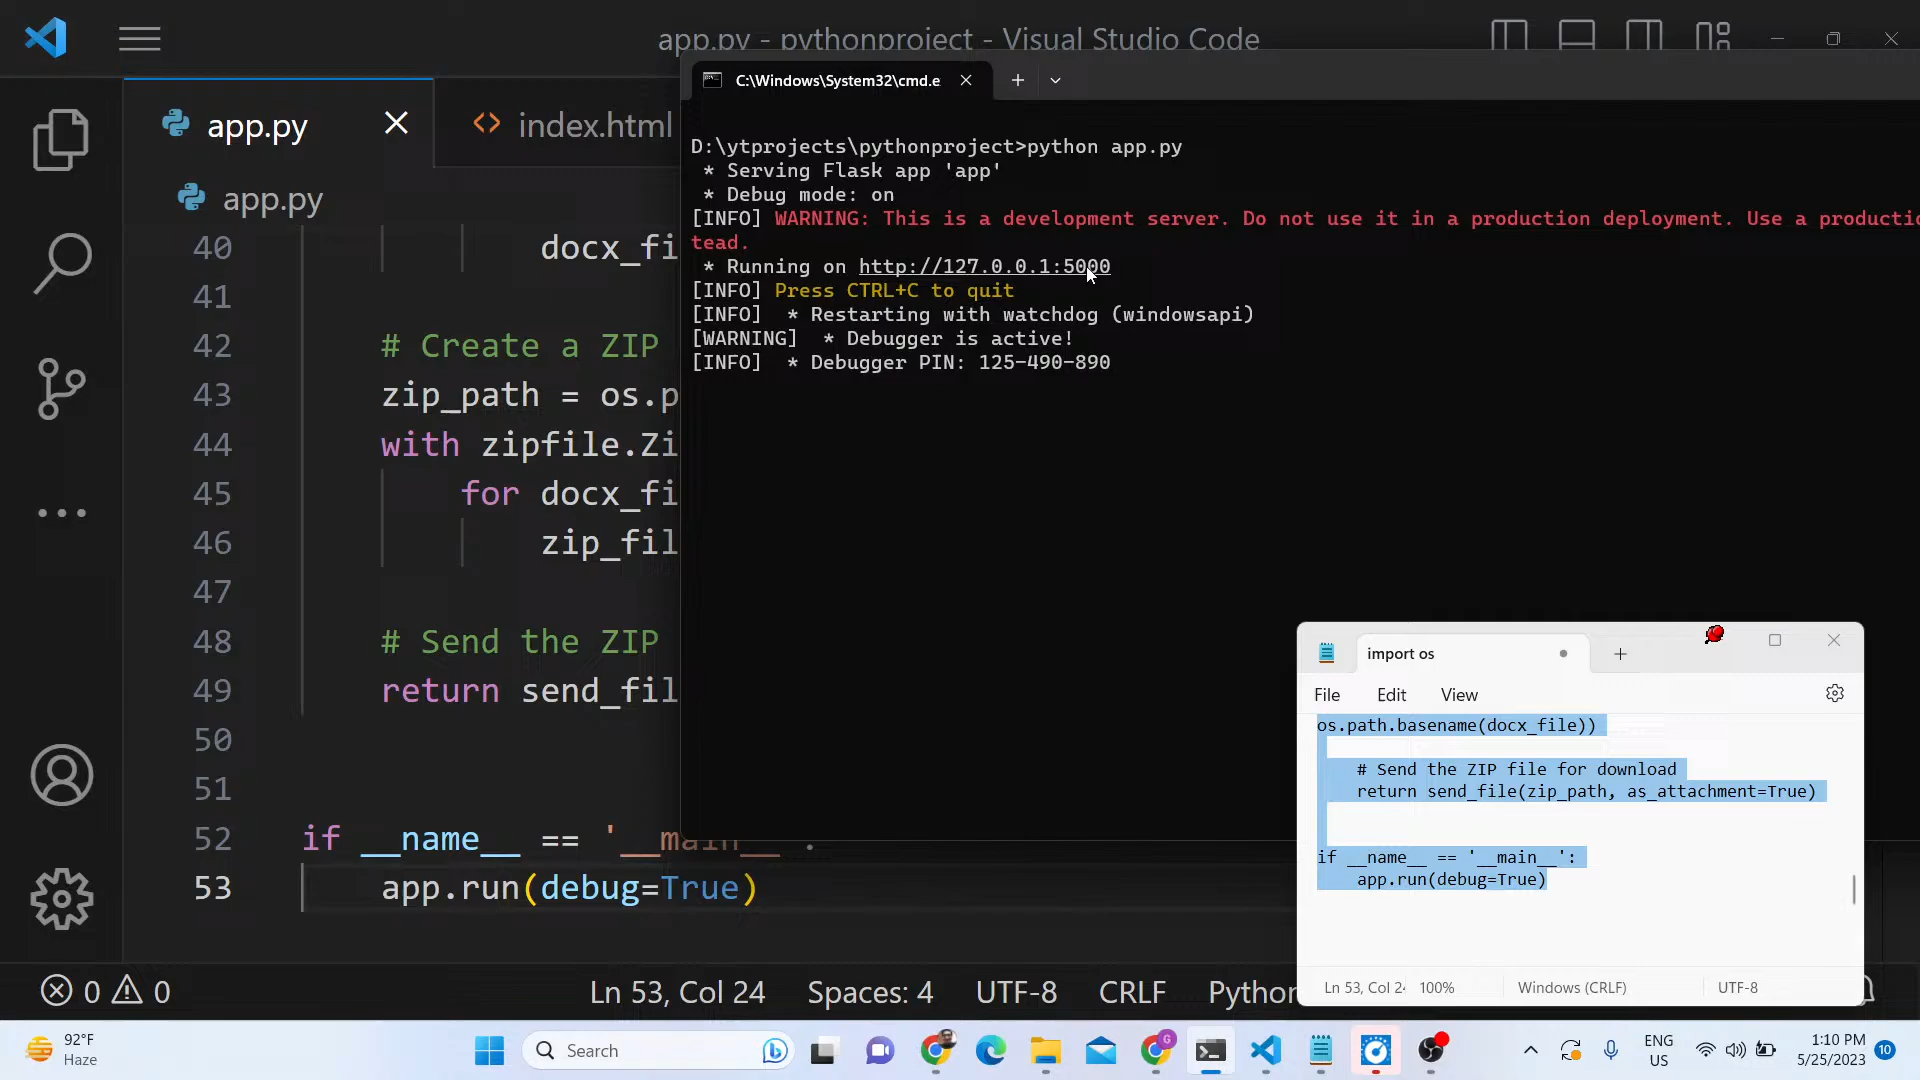 app.py - pythonproject - Visual Studio Code
app.py
index.html
app.py
C:\Windows\System32\cmd.e
D:\ytprojects\pythonproject>python app.py
* Serving Flask app 'app'
* Debug mode: on
[INFO] WARNING: This is a development server. Do not use it in a production deployment. Use a productio
tead.
* Running on http://127.0.0.1:5000
[INFO] Press CTRL+C to quit
[INFO]  * Restarting with watchdog (windowsapi)
[WARNING]  * Debugger is active!
[INFO]  * Debugger PIN: 125-490-890
40 docx_fi
41
42 # Create a ZIP
43 zip_path = os.p
44 with zipfile.Zi
45 for docx_fi
46 zip_fil
47
48 # Send the ZIP
49 return send_fil
50
51
52 if __name__ == '__main__
53 app.run(debug=True)
import os
File Edit View
os.path.basename(docx_file))
# Send the ZIP file for download
return send_file(zip_path, as_attachment=True)
if __name__ == '__main__':
app.run(debug=True)
Ln 53, Col 100% Windows (CRLF) UTF-8
0 0 Ln 53, Col 24 Spaces: 4 UTF-8 CRLF Python
92°F
Haze
Search
ENG
US
1:10 PM
5/25/2023
10